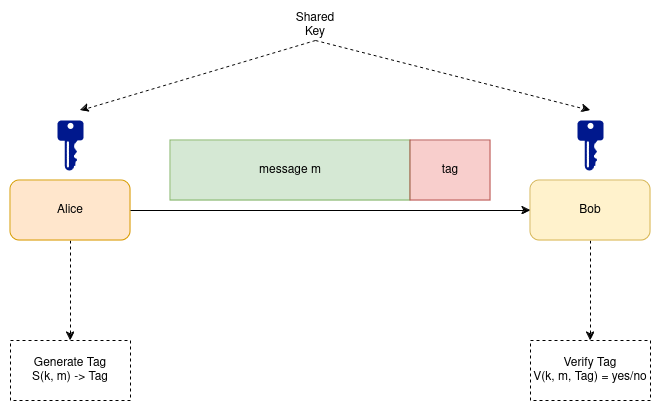 Shared
Key
message m
tag
Alice
Bob
Generate Tag
S(k, m) -> Tag
Verify Tag
V(k, m, Tag) = yes/no